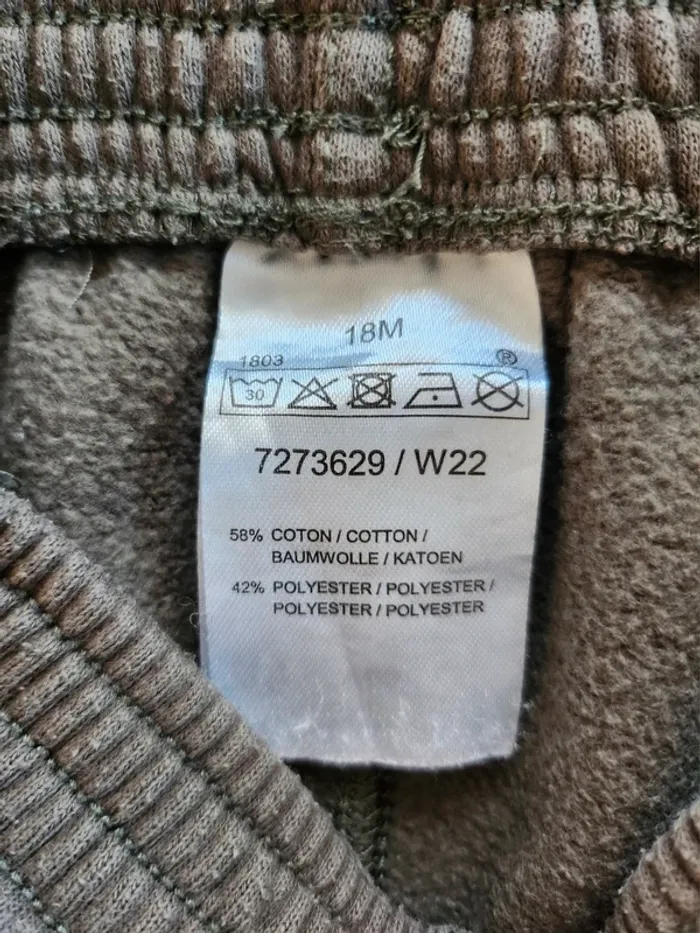 18M
1803 ®
30
7273629 / W22
58% COTON / COTTON /
BAUMWOLLE / KATOEN
42% POLYESTER / POLYESTER /
POLYESTER / POLYESTER